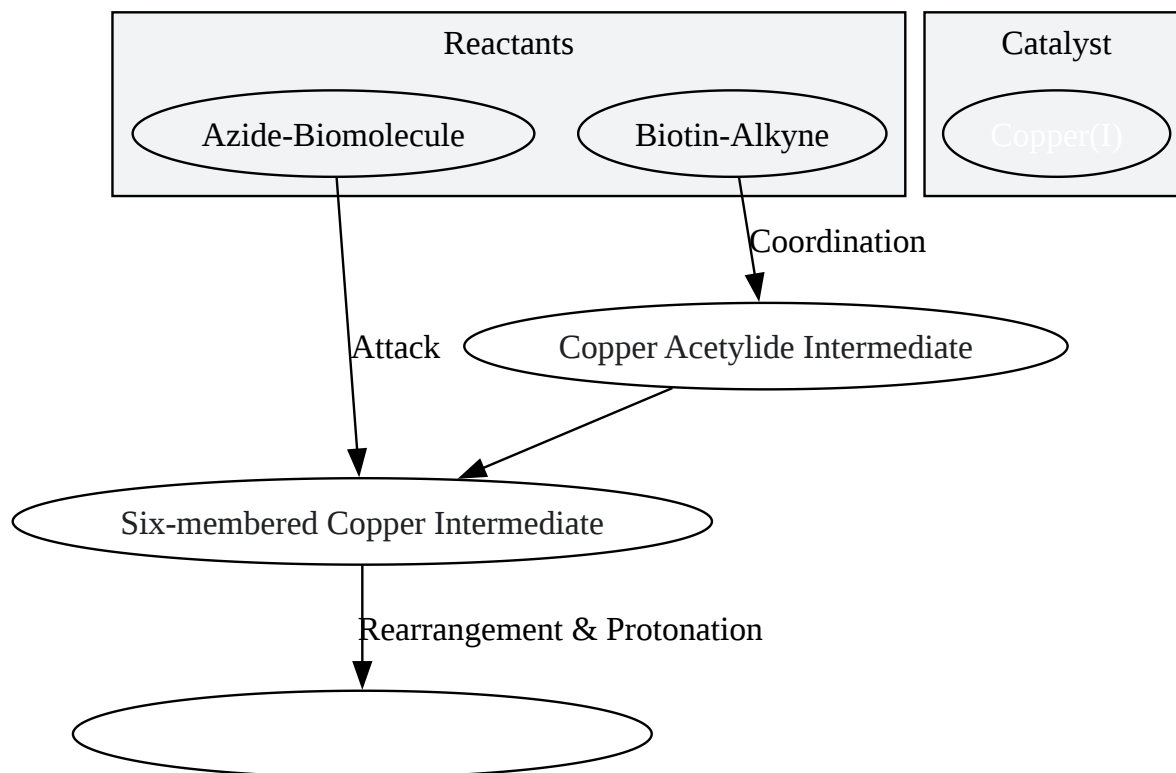 Reactants
Catalyst
Azide-Biomolecule
Biotin-Alkyne
Copper(I)
Coordination
Attack
Copper Acetylide Intermediate
Six-membered Copper Intermediate
Rearrangement & Protonation